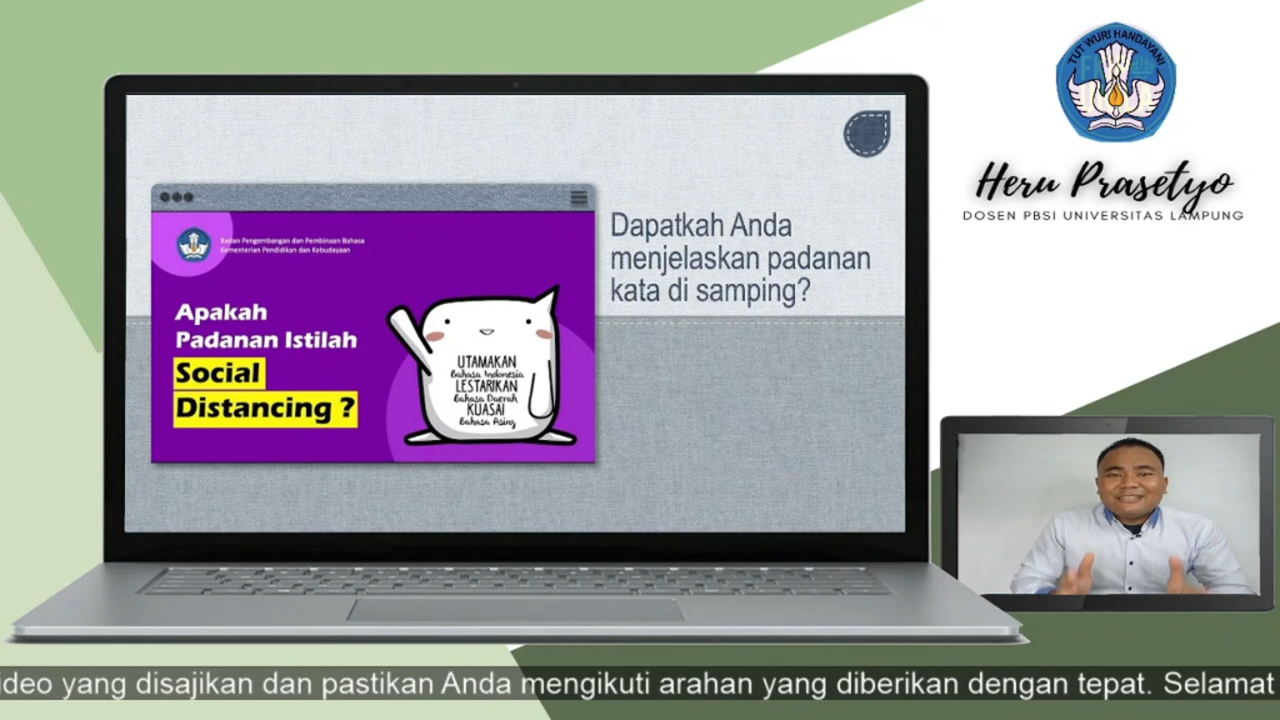 TUT WURI HANDAYANI
Heru Prasetyo
DOSEN PBSI UNIVERSITAS LAMPUNG
Badan Pengembangan dan Pembinaan Bahasa
Kementerian Pendidikan dan Kebudayaan
Apakah
Padanan Istilah
Social
Distancing ?
UTAMAKAN
Bahasa Indonesia
LESTARIKAN
Bahasa Daerah
KUASAI
Bahasa Asing
Dapatkah Anda
menjelaskan padanan
kata di samping?
ideo yang disajikan dan pastikan Anda mengikuti arahan yang diberikan dengan tepat. Selamat